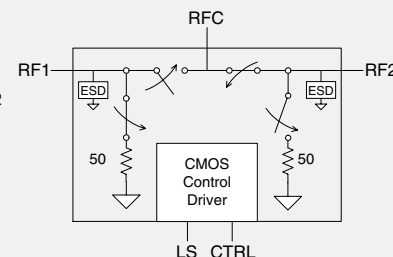 RFC
RF1
RF2
ESD
ESD
50
50
CMOS
Control
Driver
LS CTRL